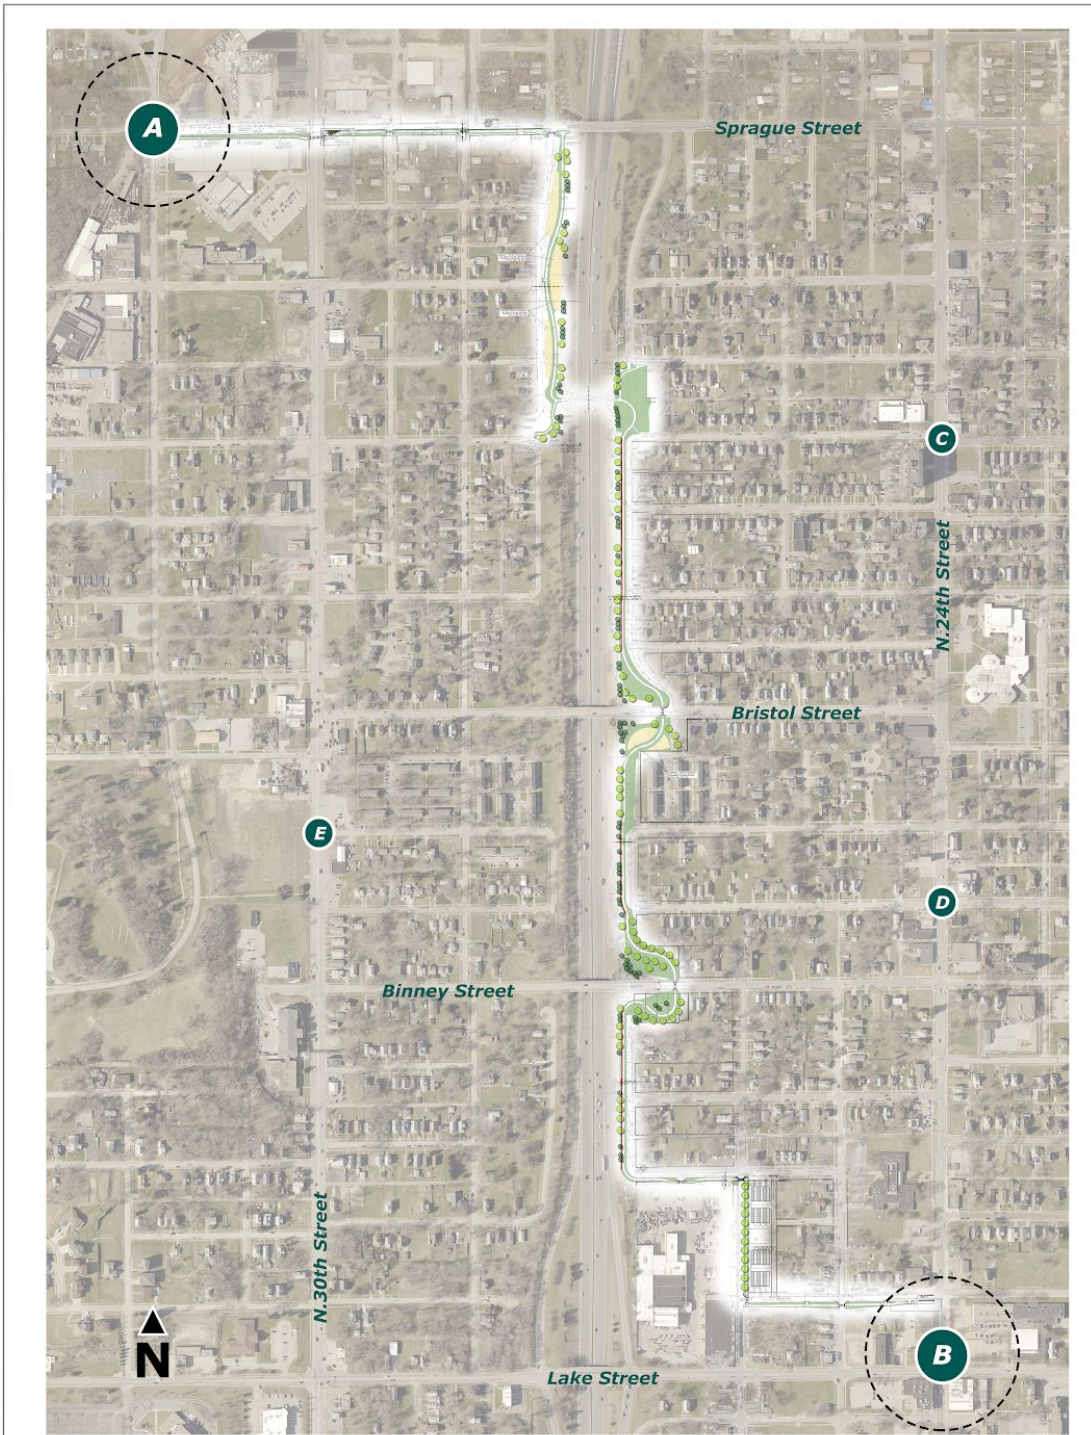 A
Sprague Street
C
N.24th Street
Bristol Street
E
D
Binney Street
N.30th Street
N
B
Lake Street